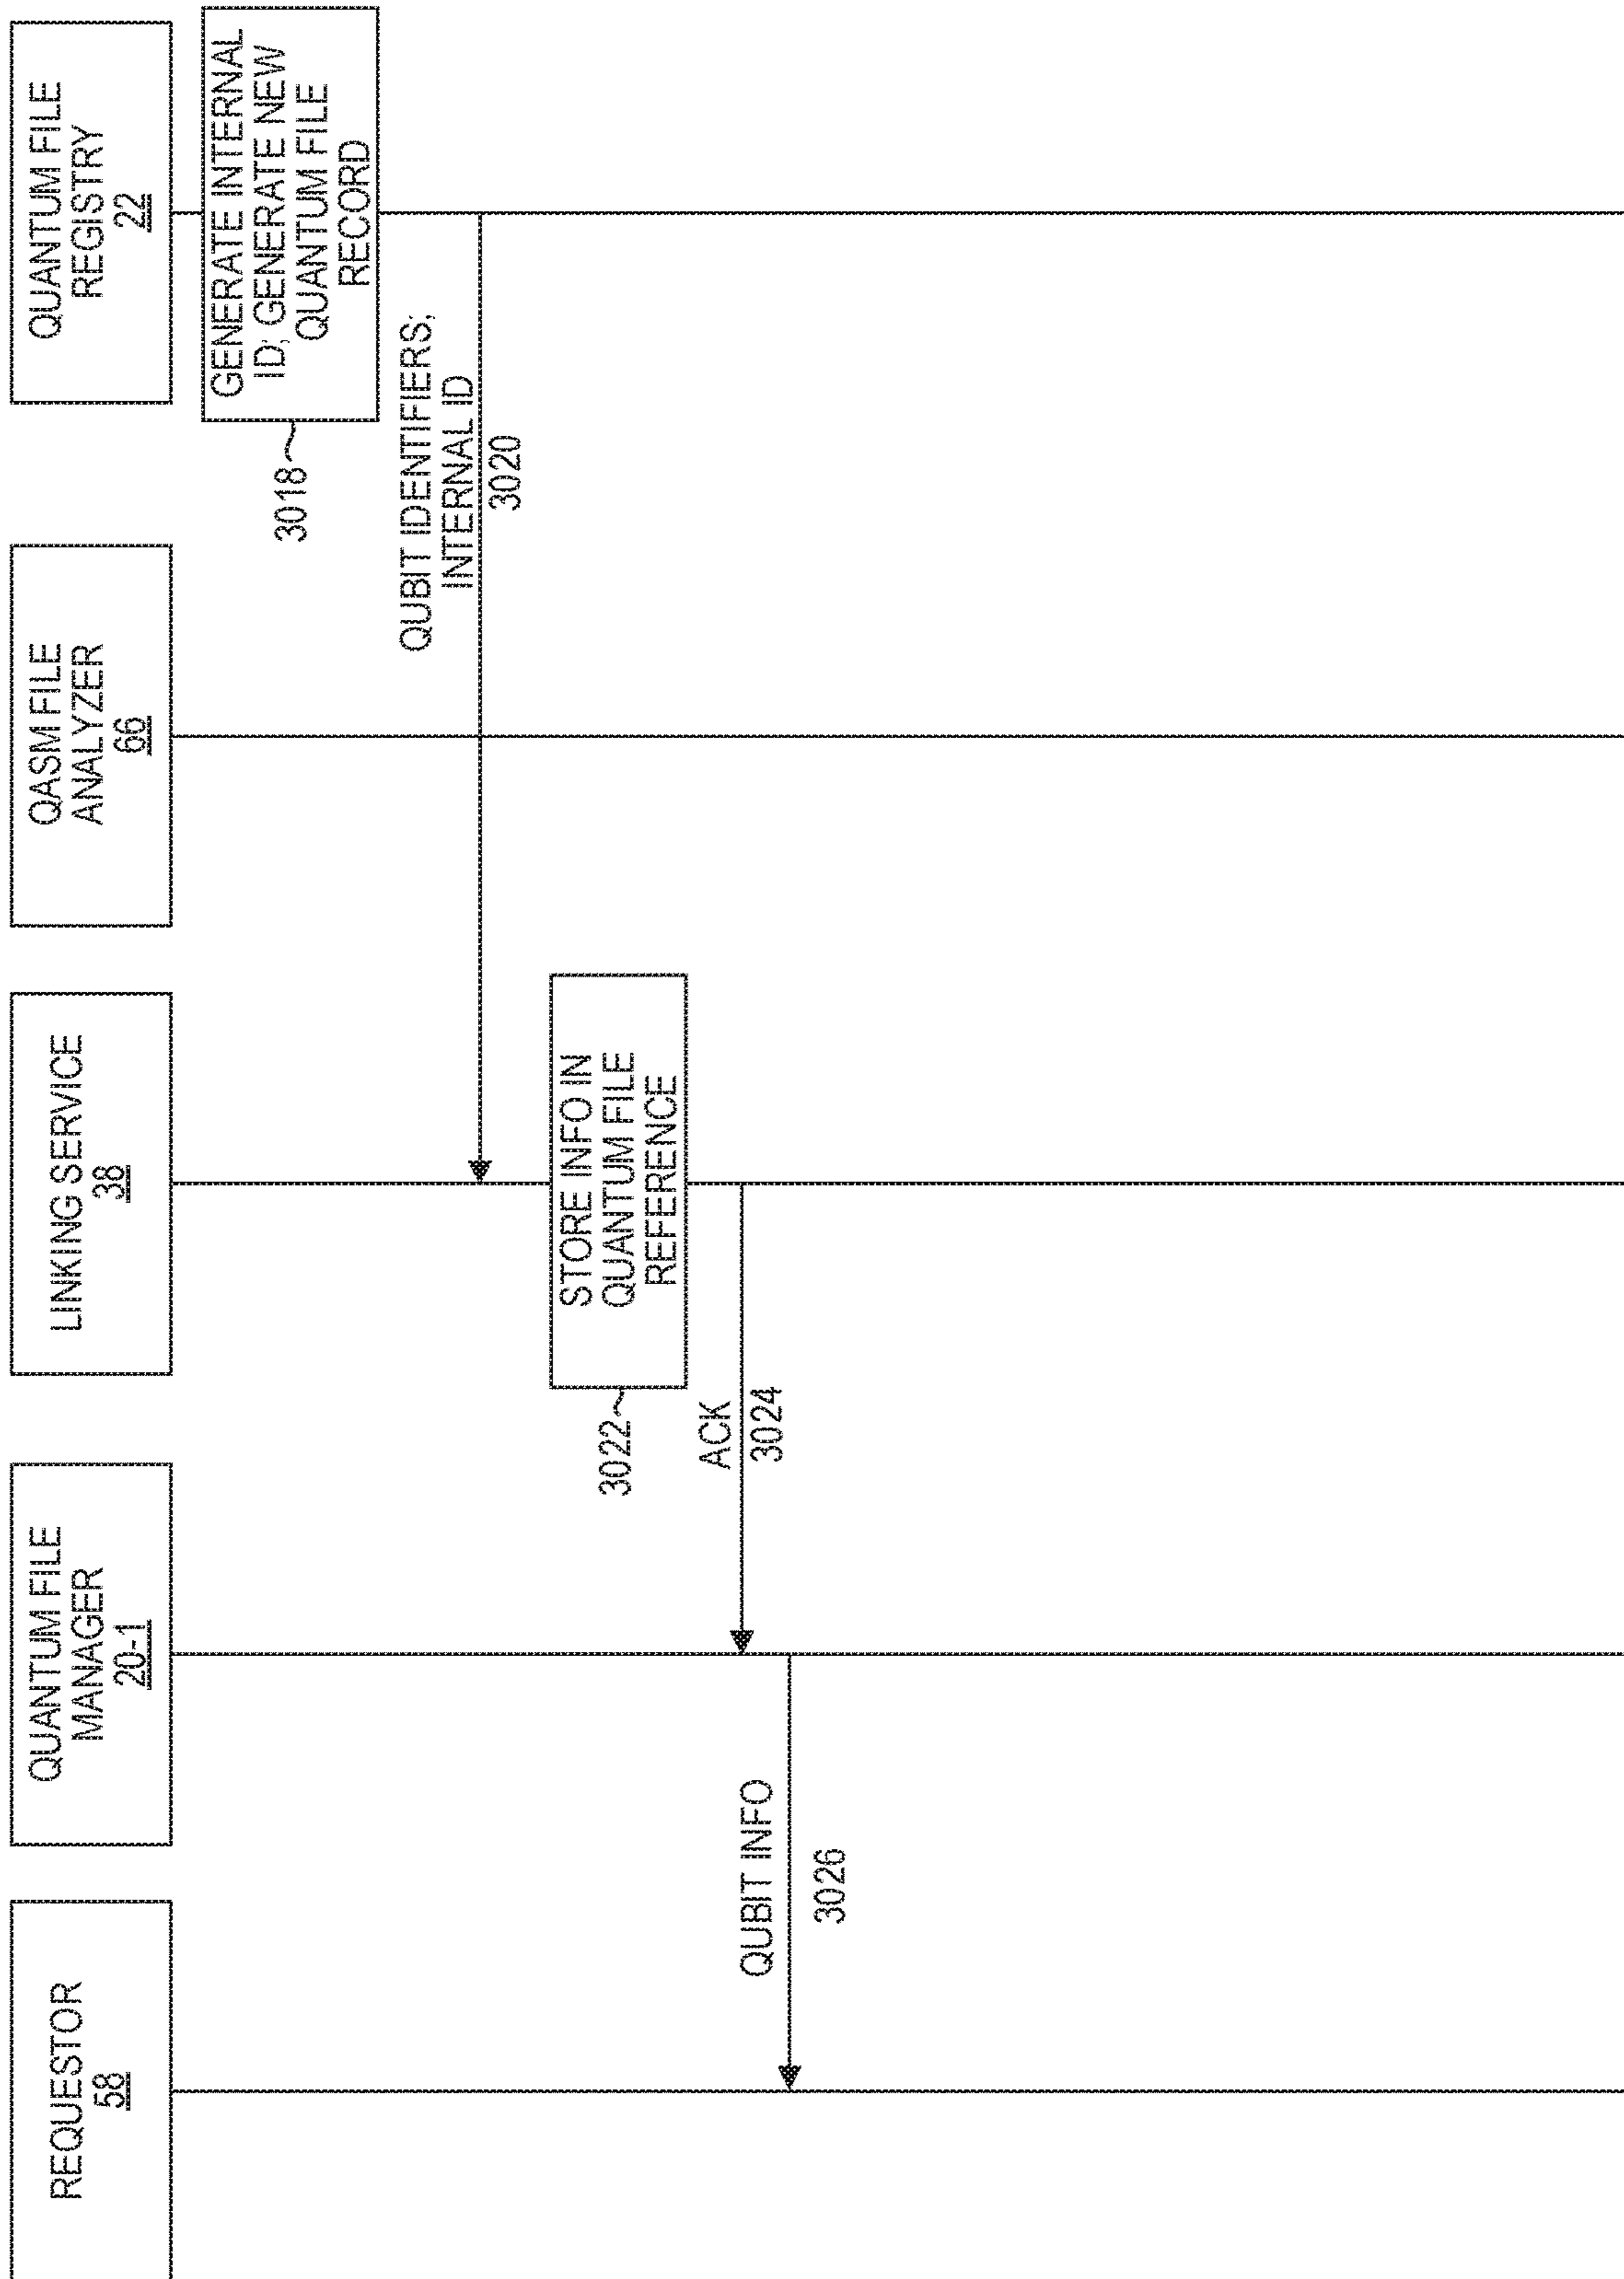 REQUESTOR
58
QUANTUM FILE
MANAGER
20-1
LINKING SERVICE
38
QASM FILE
ANALYZER
66
QUANTUM FILE
REGISTRY
22
GENERATE INTERNAL
ID; GENERATE NEW
QUANTUM FILE
RECORD
3018
QUBIT IDENTIFIERS;
INTERNAL ID
3020
STORE INFO IN
QUANTUM FILE
REFERENCE
3022
ACK
3024
QUBIT INFO
3026